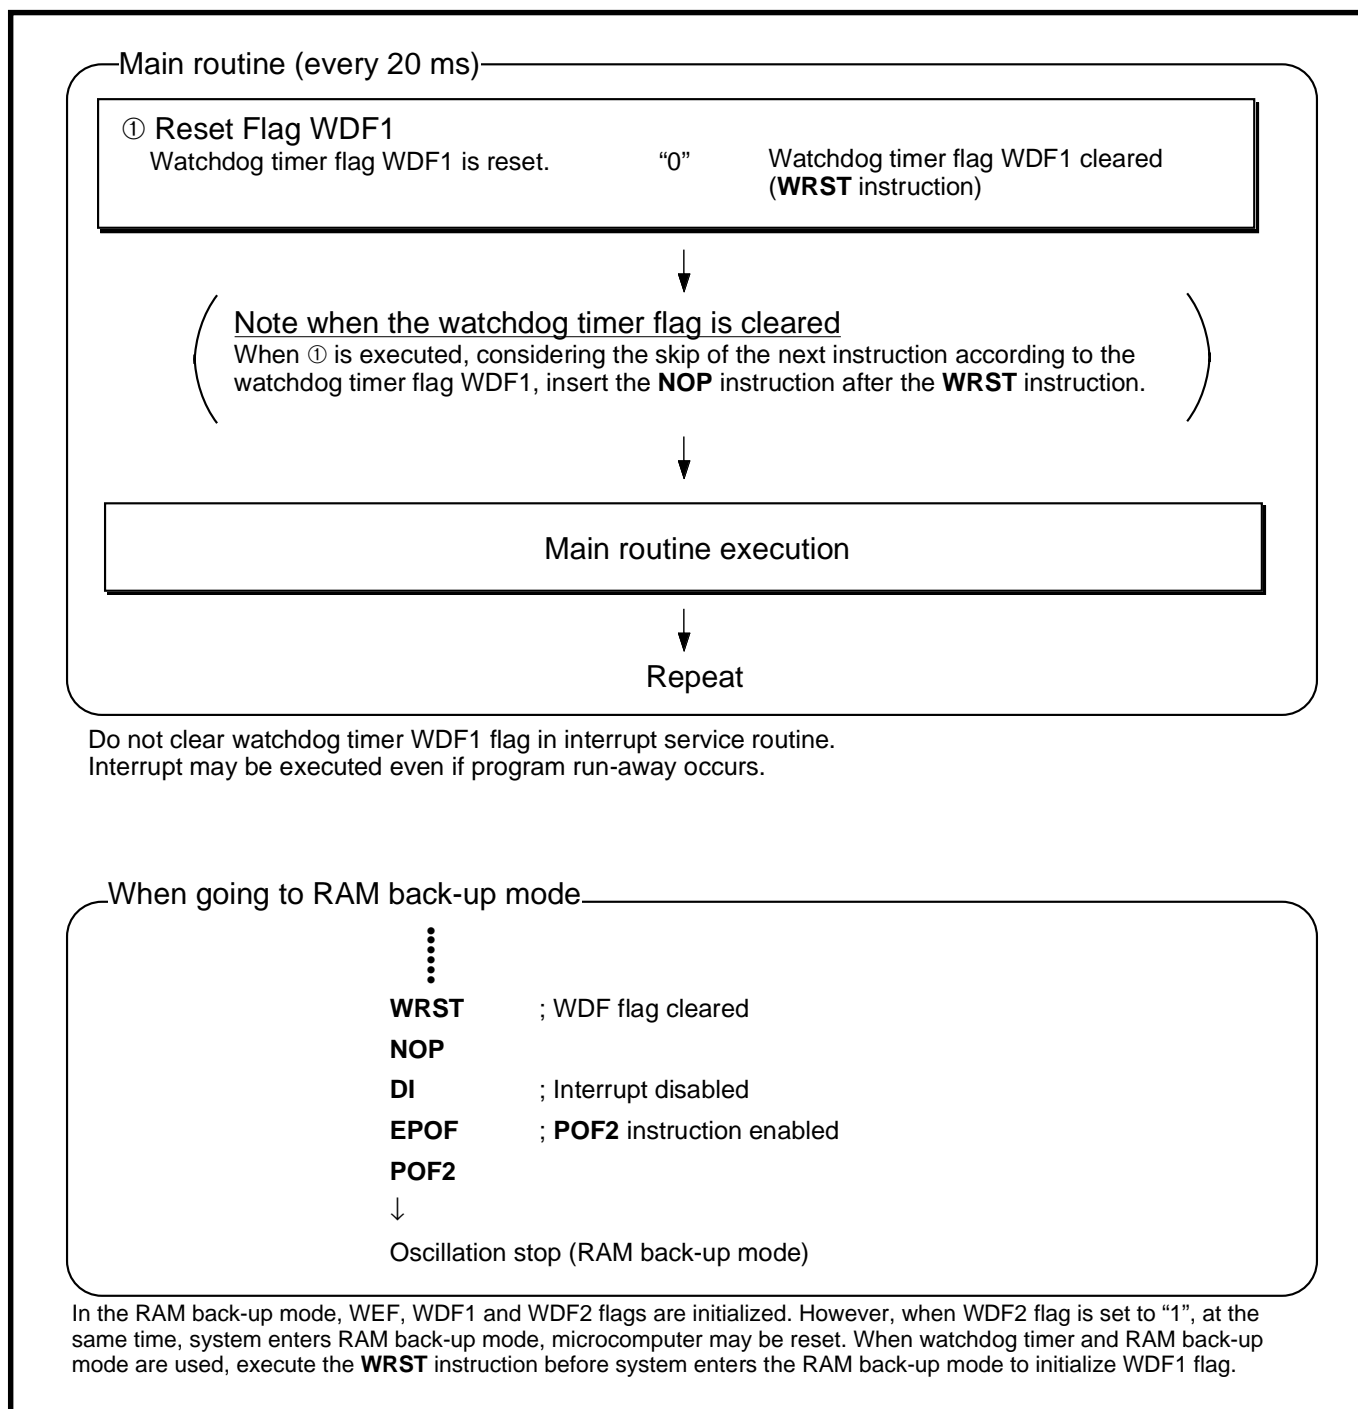 Main routine (every 20 ms)
① Reset Flag WDF1
Watchdog timer flag WDF1 is reset. “0” Watchdog timer flag WDF1 cleared
(WRST instruction)
Note when the watchdog timer flag is cleared
When ① is executed, considering the skip of the next instruction according to the
watchdog timer flag WDF1, insert the NOP instruction after the WRST instruction.
Main routine execution
↓
Repeat
Do not clear watchdog timer WDF1 flag in interrupt service routine.
Interrupt may be executed even if program run-away occurs.
When going to RAM back-up mode
WRST ; WDF flag cleared
NOP
DI ; Interrupt disabled
EPOF ; POF2 instruction enabled
POF2
↓
Oscillation stop (RAM back-up mode)
In the RAM back-up mode, WEF, WDF1 and WDF2 flags are initialized. However, when WDF2 flag is set to “1”, at the
same time, system enters RAM back-up mode, microcomputer may be reset. When watchdog timer and RAM back-up
mode are used, execute the WRST instruction before system enters the RAM back-up mode to initialize WDF1 flag.